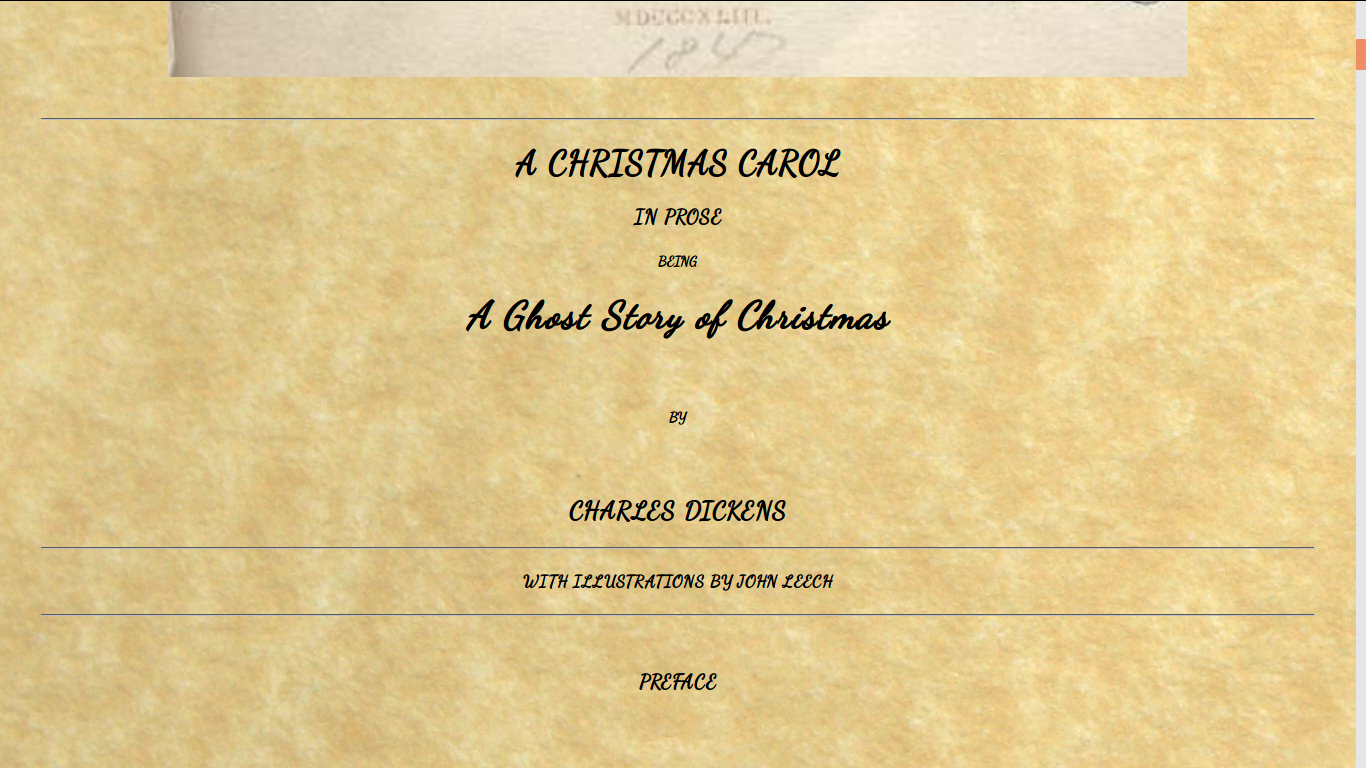 MDCCCXLIII.
A CHRISTMAS CAROL
IN PROSE
BEING
A Ghost Story of Christmas
BY
CHARLES DICKENS
WITH ILLUSTRATIONS BY JOHN LEECH
PREFACE